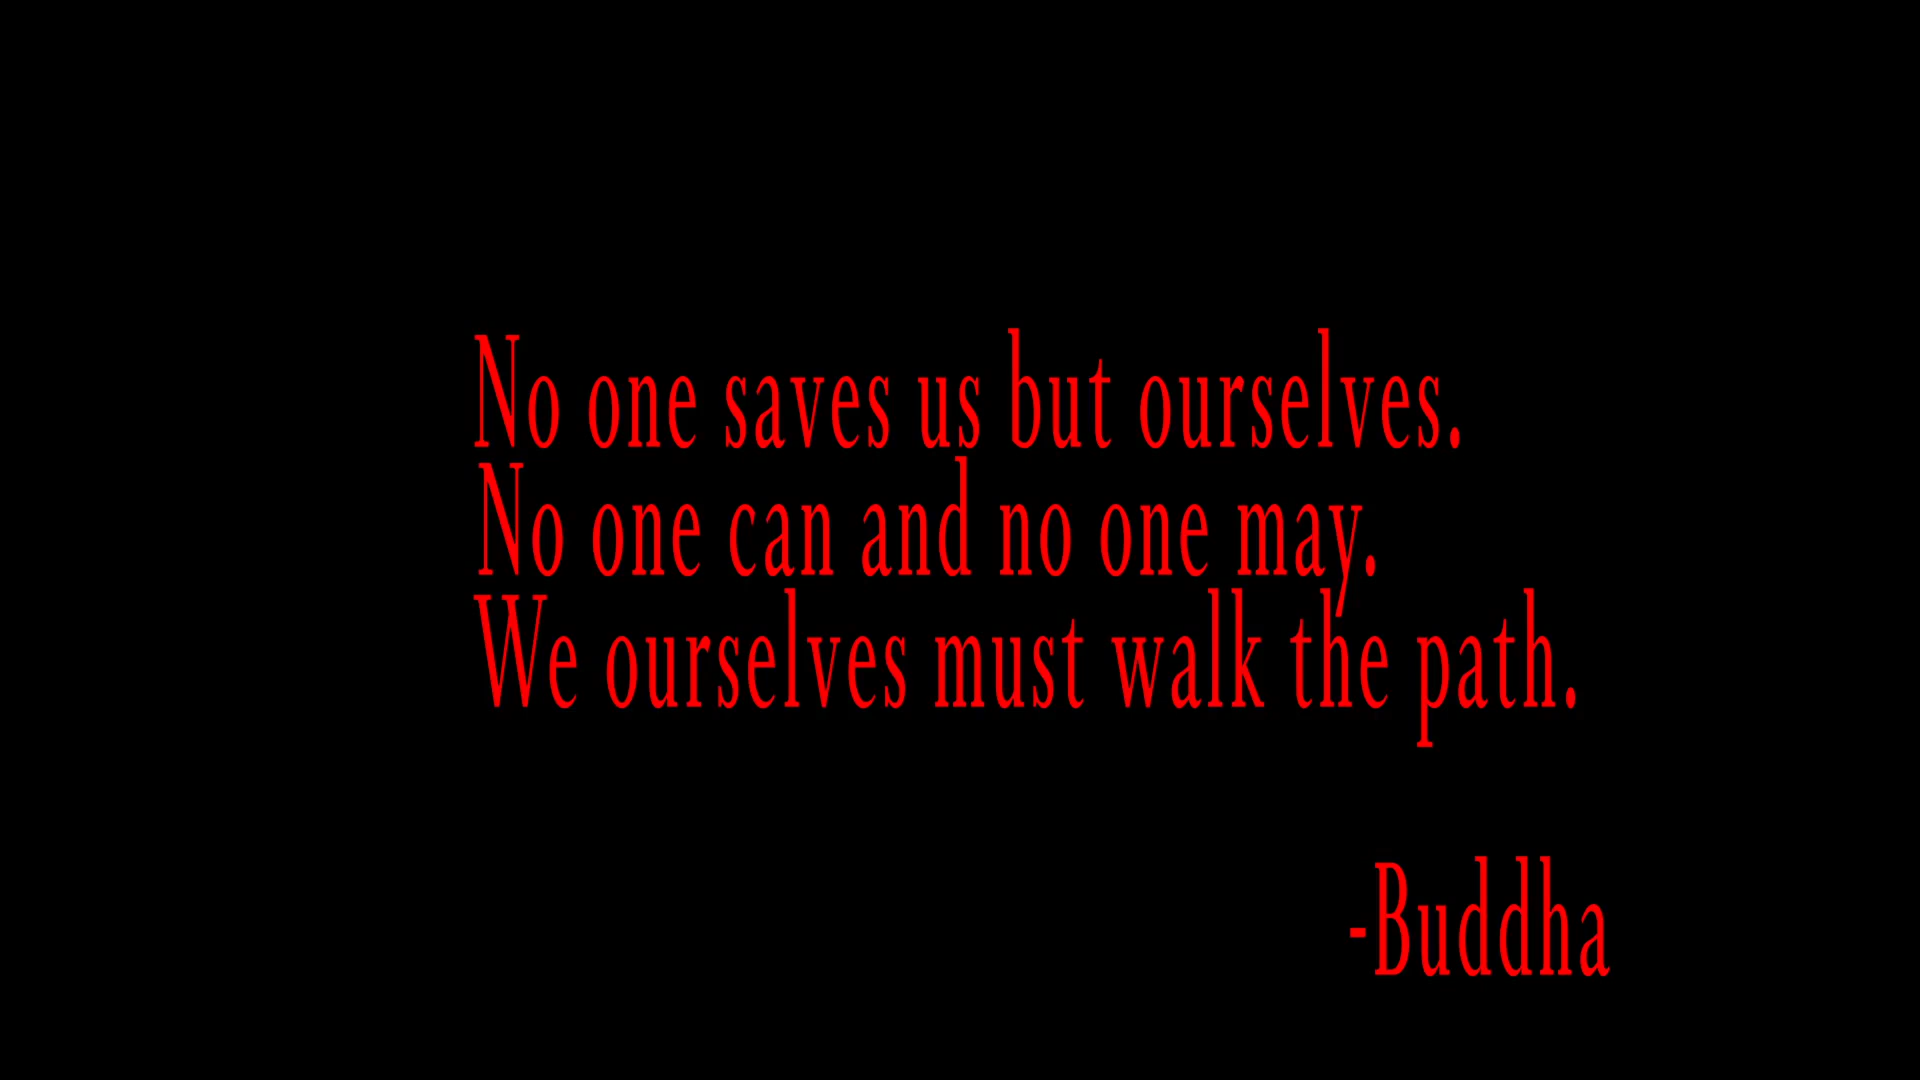 No one saves us but ourselves.
No one can and no one may.
We ourselves must walk the path.
-Buddha